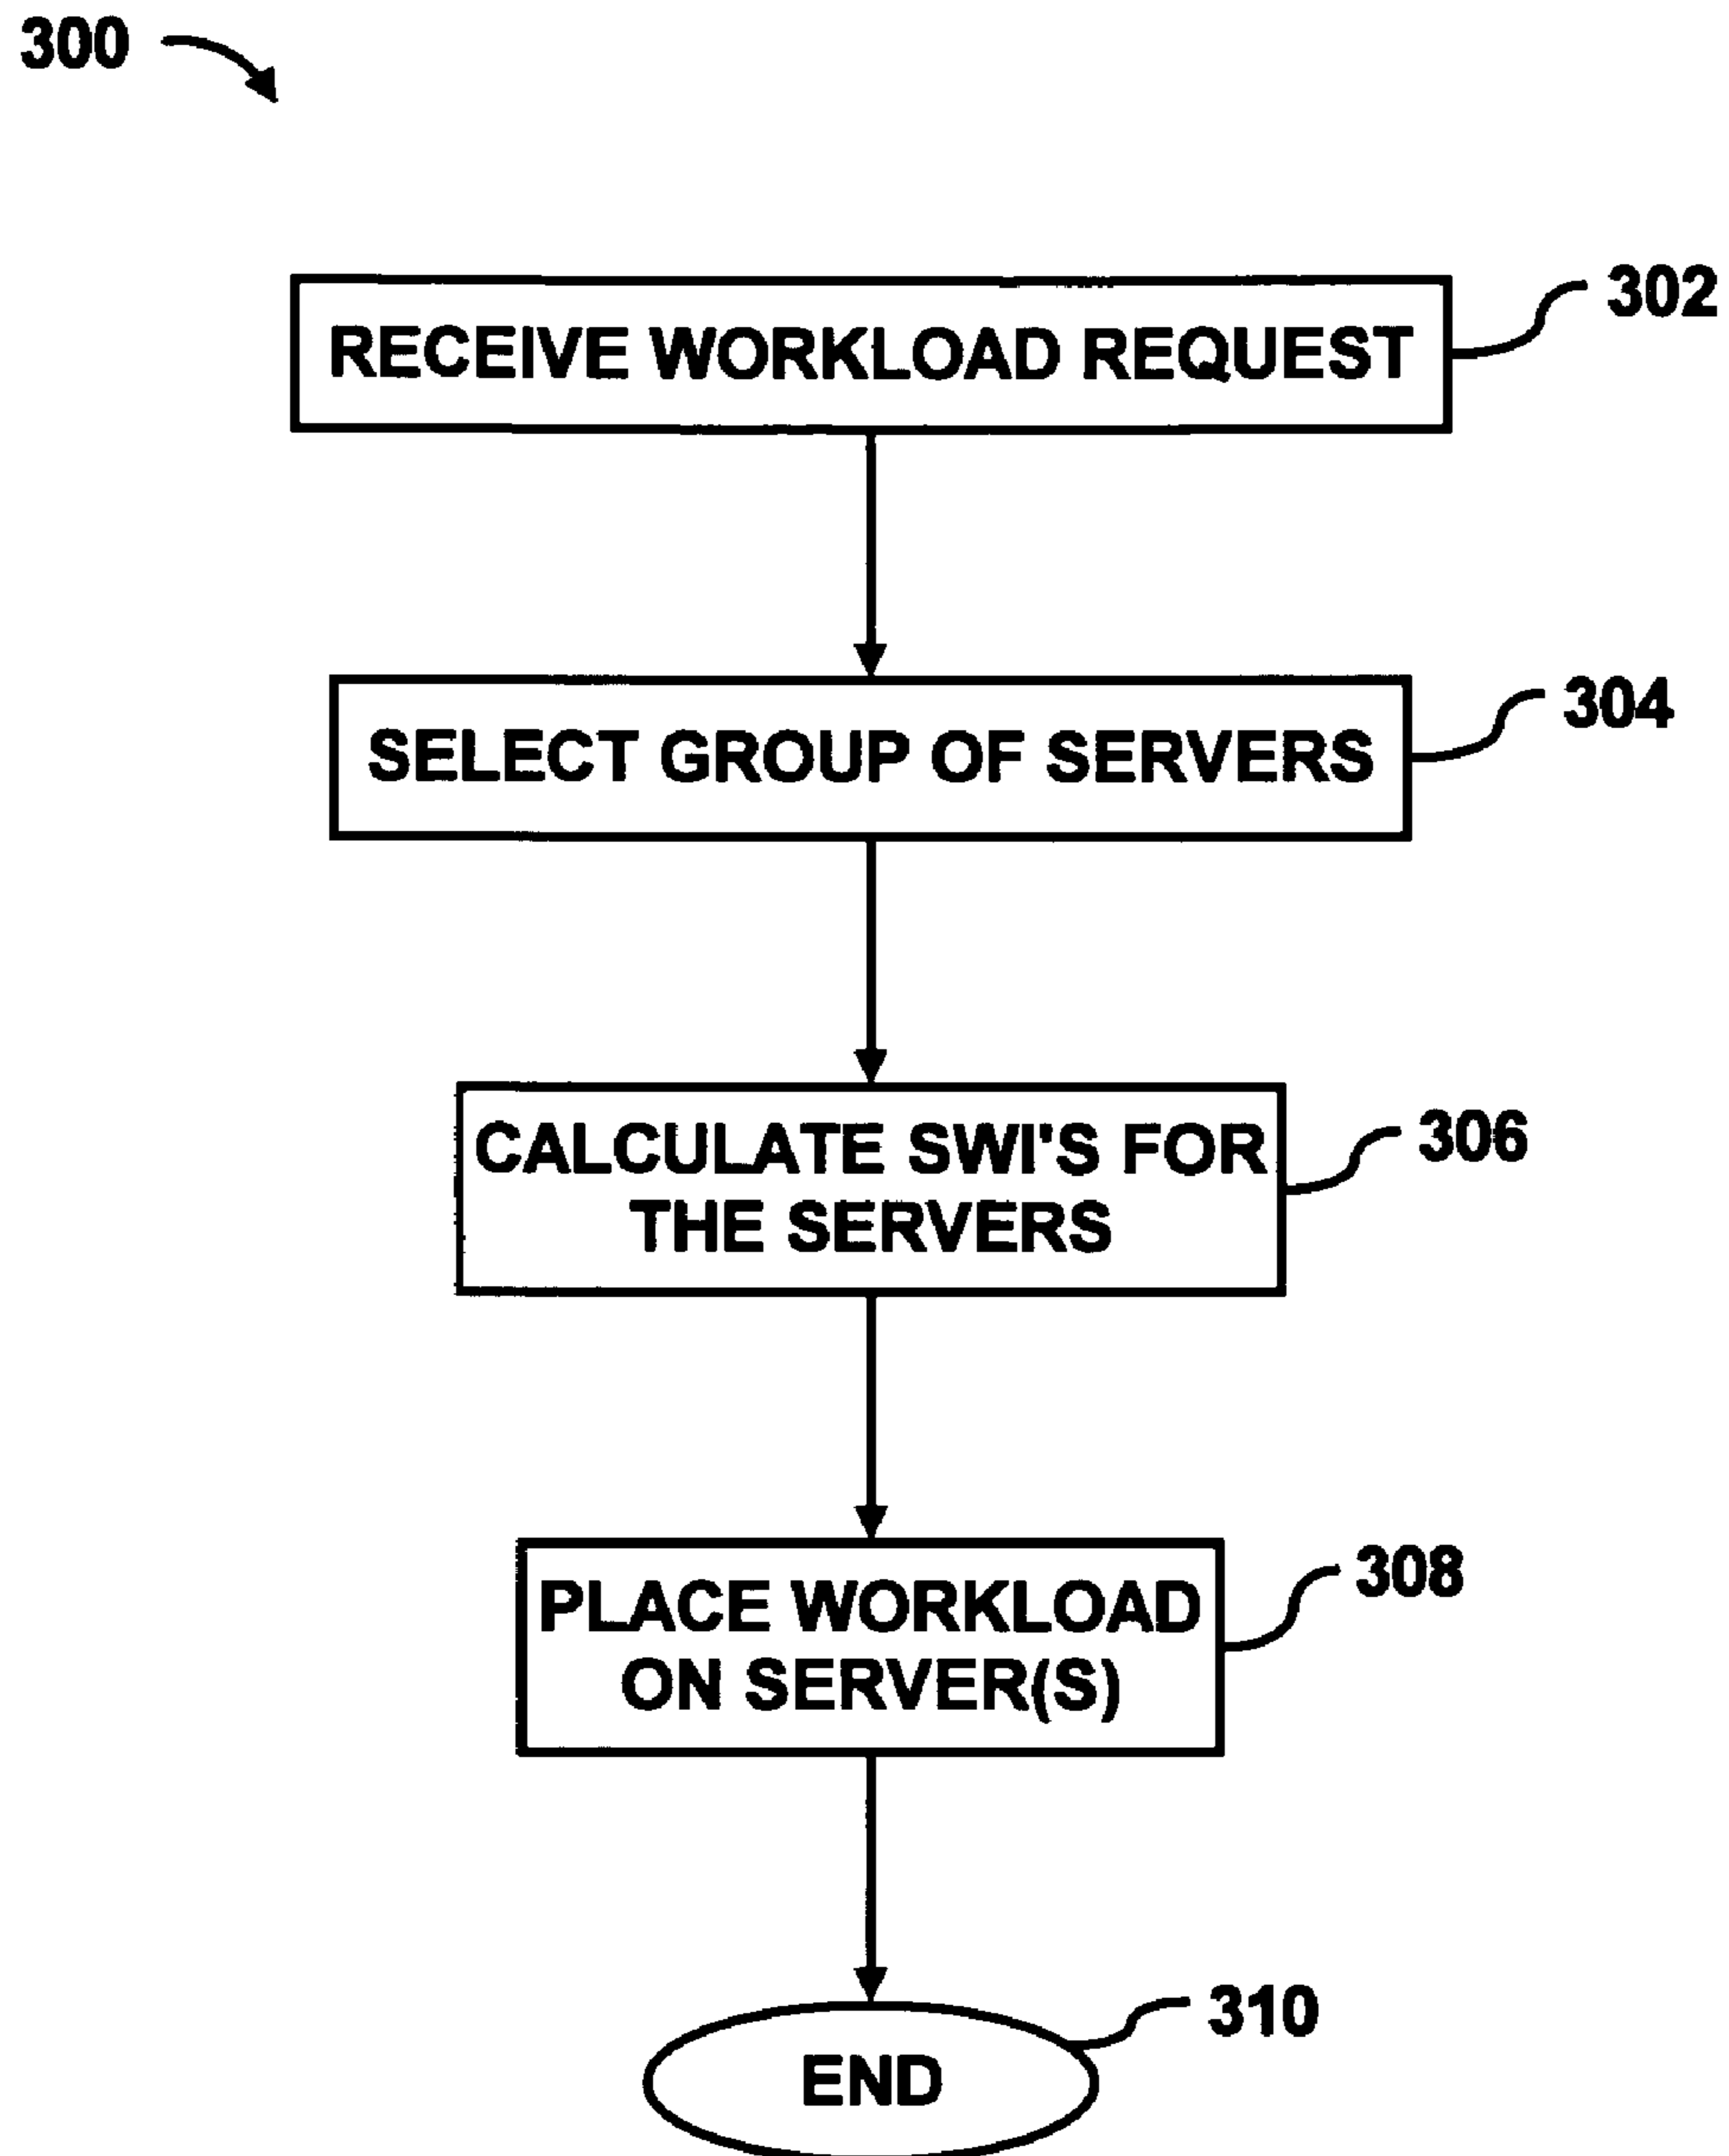 300
RECEIVE WORKLOAD REQUEST
302
SELECT GROUP OF SERVERS
304
CALCULATE SWI'S FOR
THE SERVERS
306
PLACE WORKLOAD
ON SERVER(S)
308
END
310